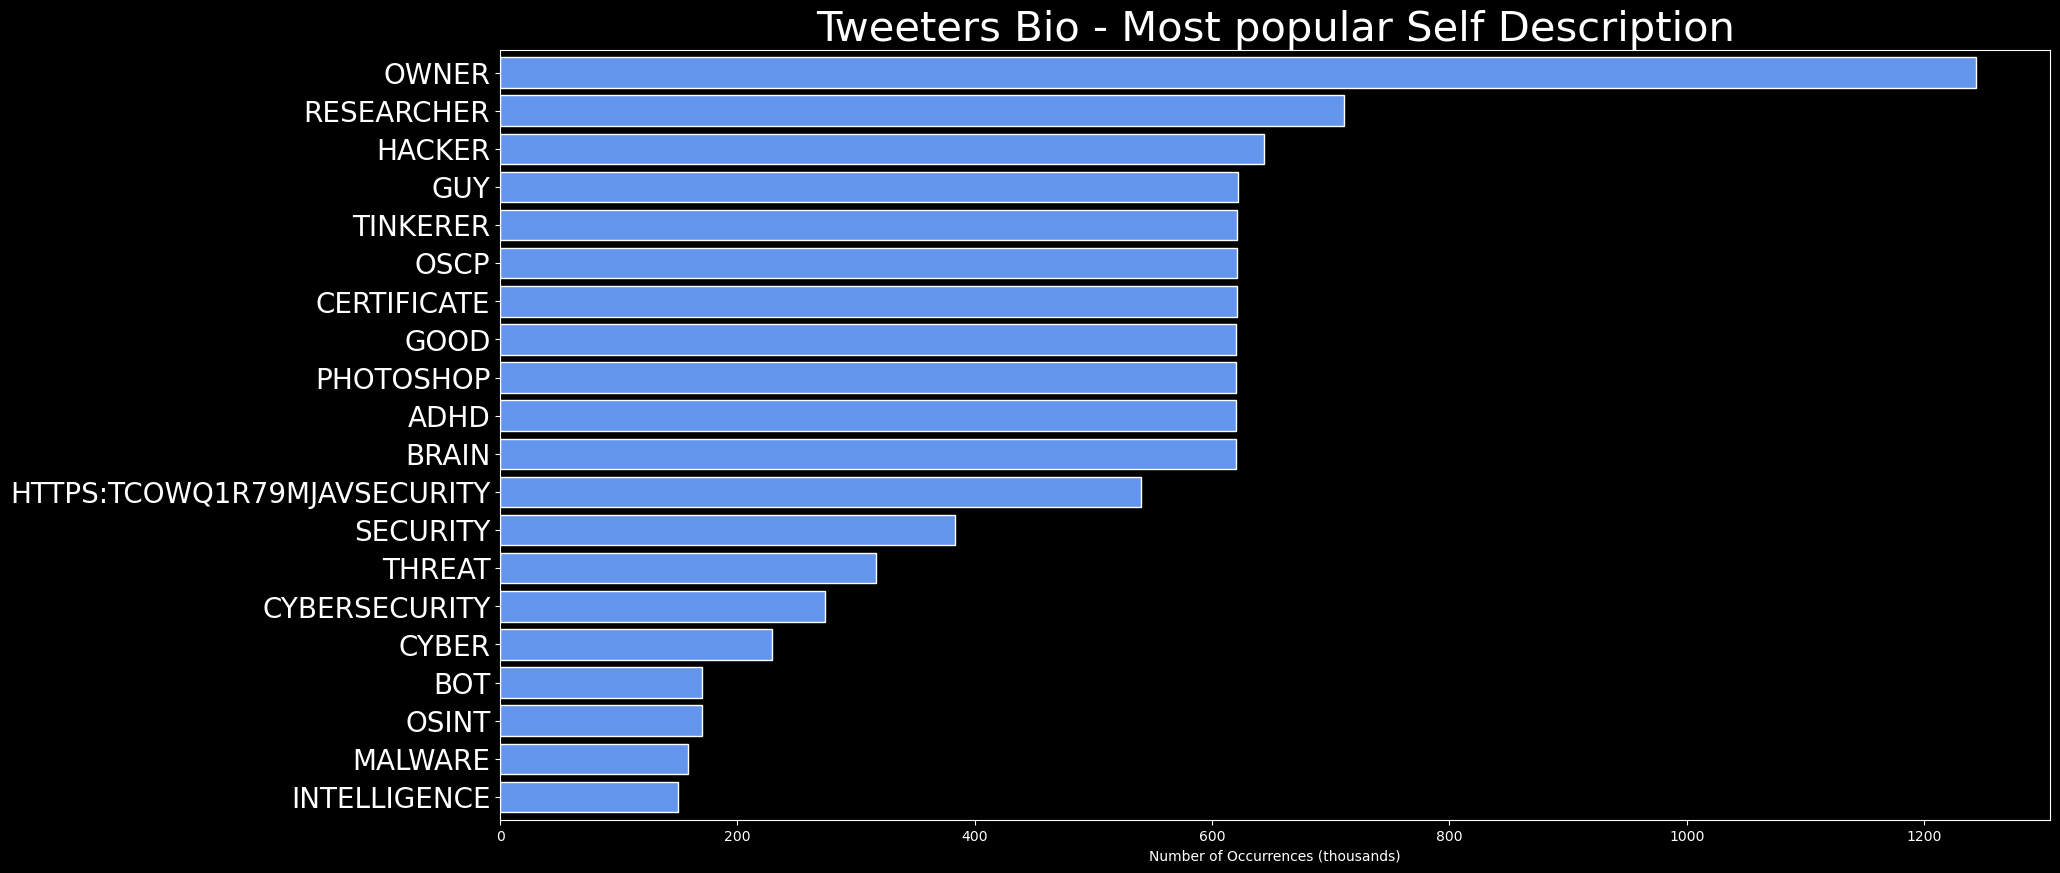 Tweeters Bio - Most popular Self Description
OWNER
RESEARCHER
HACKER
GUY
TINKERER
OSCP
CERTIFICATE
GOOD
PHOTOSHOP
ADHD
BRAIN
HTTPS:TCOWQ1R79MJAVSECURITY
SECURITY
THREAT
CYBERSECURITY
CYBER
BOT
OSINT
MALWARE
INTELLIGENCE
0 200 400 600 800 1000 1200
Number of Occurrences (thousands)